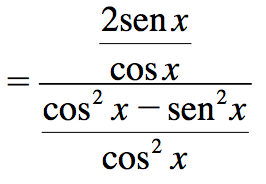 2sen x
cos x
=
cos² x − sen² x
cos² x